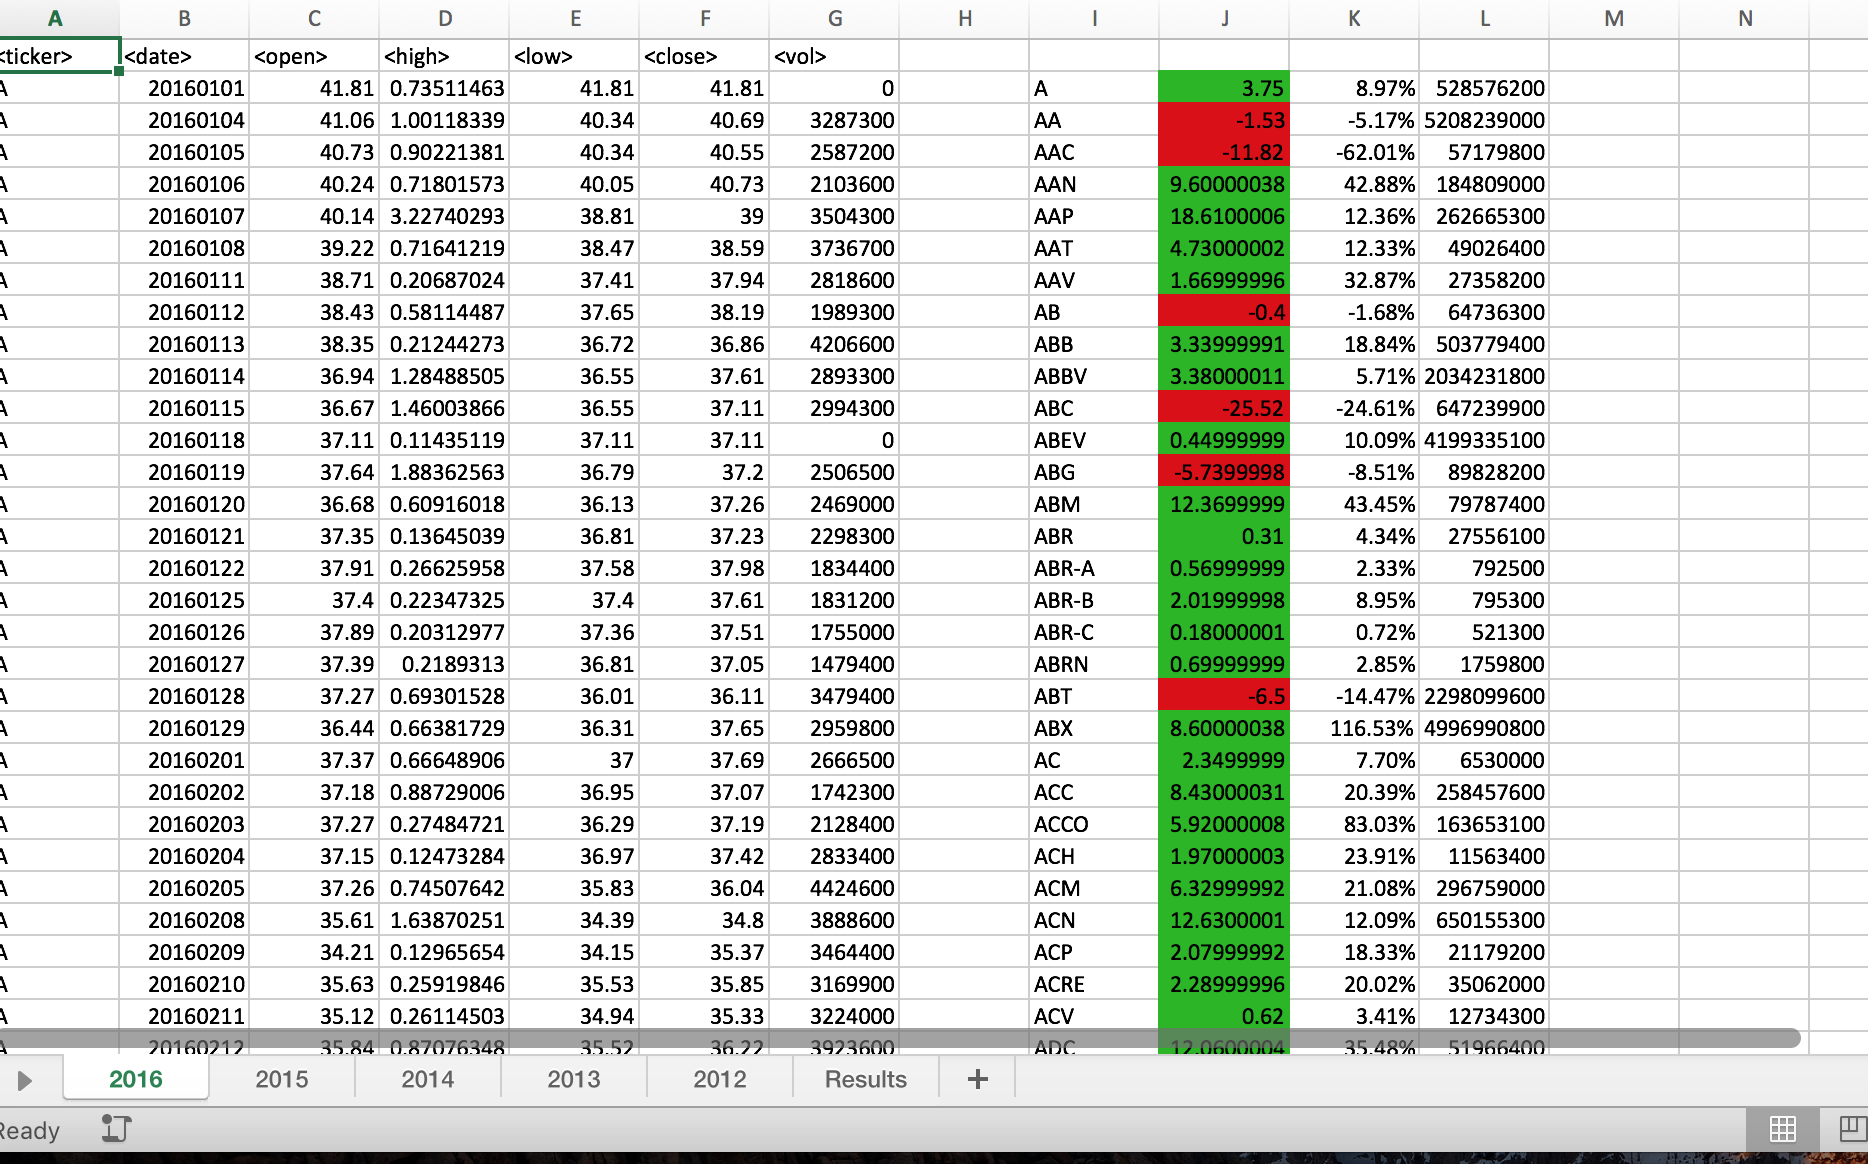 A B C D E F G H I J K L M N
<ticker> <date> <open> <high> <low> <close> <vol>
A 20160101 41.81 0.73511463 41.81 41.81 0 A 3.75 8.97% 528576200
A 20160104 41.06 1.00118339 40.34 40.69 3287300 AA -1.53 -5.17% 5208239000
A 20160105 40.73 0.90221381 40.34 40.55 2587200 AAC -11.82 -62.01% 57179800
A 20160106 40.24 0.71801573 40.05 40.73 2103600 AAN 9.60000038 42.88% 184809000
A 20160107 40.14 3.22740293 38.81 39 3504300 AAP 18.6100006 12.36% 262665300
A 20160108 39.22 0.71641219 38.47 38.59 3736700 AAT 4.73000002 12.33% 49026400
A 20160111 38.71 0.20687024 37.41 37.94 2818600 AAV 1.66999996 32.87% 27358200
A 20160112 38.43 0.58114487 37.65 38.19 1989300 AB -0.4 -1.68% 64736300
A 20160113 38.35 0.21244273 36.72 36.86 4206600 ABB 3.33999991 18.84% 503779400
A 20160114 36.94 1.28488505 36.55 37.61 2893300 ABBV 3.38000011 5.71% 2034231800
A 20160115 36.67 1.46003866 36.55 37.11 2994300 ABC -25.52 -24.61% 647239900
A 20160118 37.11 0.11435119 37.11 37.11 0 ABEV 0.44999999 10.09% 4199335100
A 20160119 37.64 1.88362563 36.79 37.2 2506500 ABG -5.7399998 -8.51% 89828200
A 20160120 36.68 0.60916018 36.13 37.26 2469000 ABM 12.3699999 43.45% 79787400
A 20160121 37.35 0.13645039 36.81 37.23 2298300 ABR 0.31 4.34% 27556100
A 20160122 37.91 0.26625958 37.58 37.98 1834400 ABR-A 0.56999999 2.33% 792500
A 20160125 37.4 0.22347325 37.4 37.61 1831200 ABR-B 2.01999998 8.95% 795300
A 20160126 37.89 0.20312977 37.36 37.51 1755000 ABR-C 0.18000001 0.72% 521300
A 20160127 37.39 0.2189313 36.81 37.05 1479400 ABRN 0.69999999 2.85% 1759800
A 20160128 37.27 0.69301528 36.01 36.11 3479400 ABT -6.5 -14.47% 2298099600
A 20160129 36.44 0.66381729 36.31 37.65 2959800 ABX 8.60000038 116.53% 4996990800
A 20160201 37.37 0.66648906 37 37.69 2666500 AC 2.3499999 7.70% 6530000
A 20160202 37.18 0.88729006 36.95 37.07 1742300 ACC 8.43000031 20.39% 258457600
A 20160203 37.27 0.27484721 36.29 37.19 2128400 ACCO 5.92000008 83.03% 163653100
A 20160204 37.15 0.12473284 36.97 37.42 2833400 ACH 1.97000003 23.91% 11563400
A 20160205 37.26 0.74507642 35.83 36.04 4424600 ACM 6.32999992 21.08% 296759000
A 20160208 35.61 1.63870251 34.39 34.8 3888600 ACN 12.6300001 12.09% 650155300
A 20160209 34.21 0.12965654 34.15 35.37 3464400 ACP 2.07999992 18.33% 21179200
A 20160210 35.63 0.25919846 35.53 35.85 3169900 ACRE 2.28999996 20.02% 35062000
A 20160211 35.12 0.26114503 34.94 35.33 3224000 ACV 0.62 3.41% 12734300
A 20160212 35.84 0.87076348 35.52 36.22 3923600 ADC 12.0600004 35.48% 51966400
2016 2015 2014 2013 2012 Results +
Ready